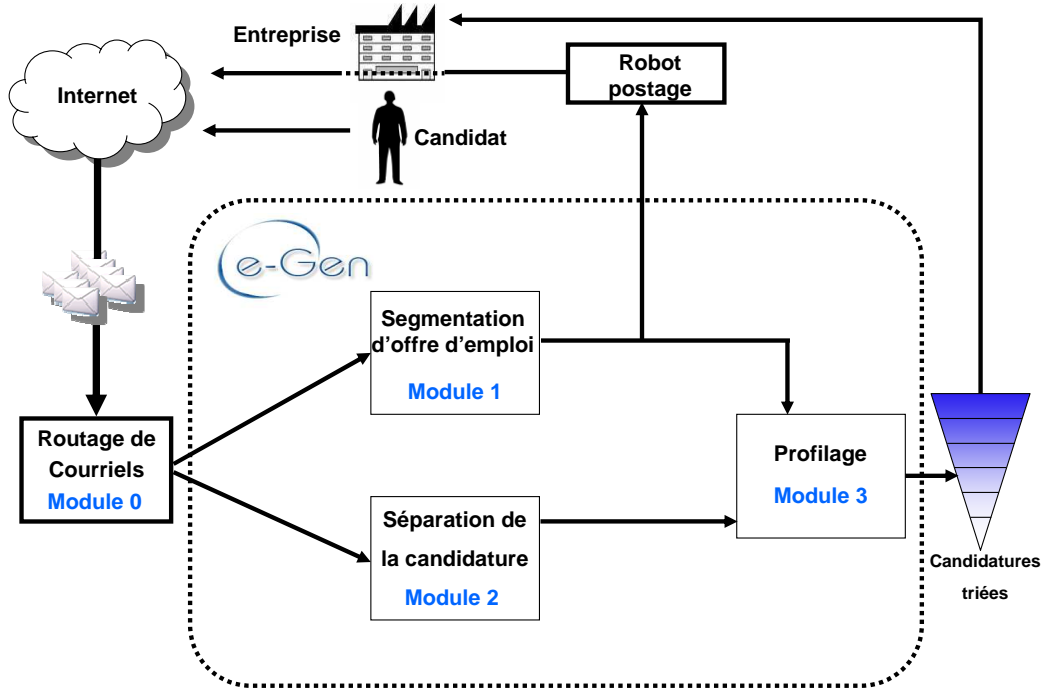 Entreprise
Robot
postage
Internet
Candidat
e-Gen
Segmentation
d'offre d'emploi
Module 1
Routage de
Courriels
Module 0
Profilage
Module 3
Séparation de
la candidature
Module 2
Candidatures
triées